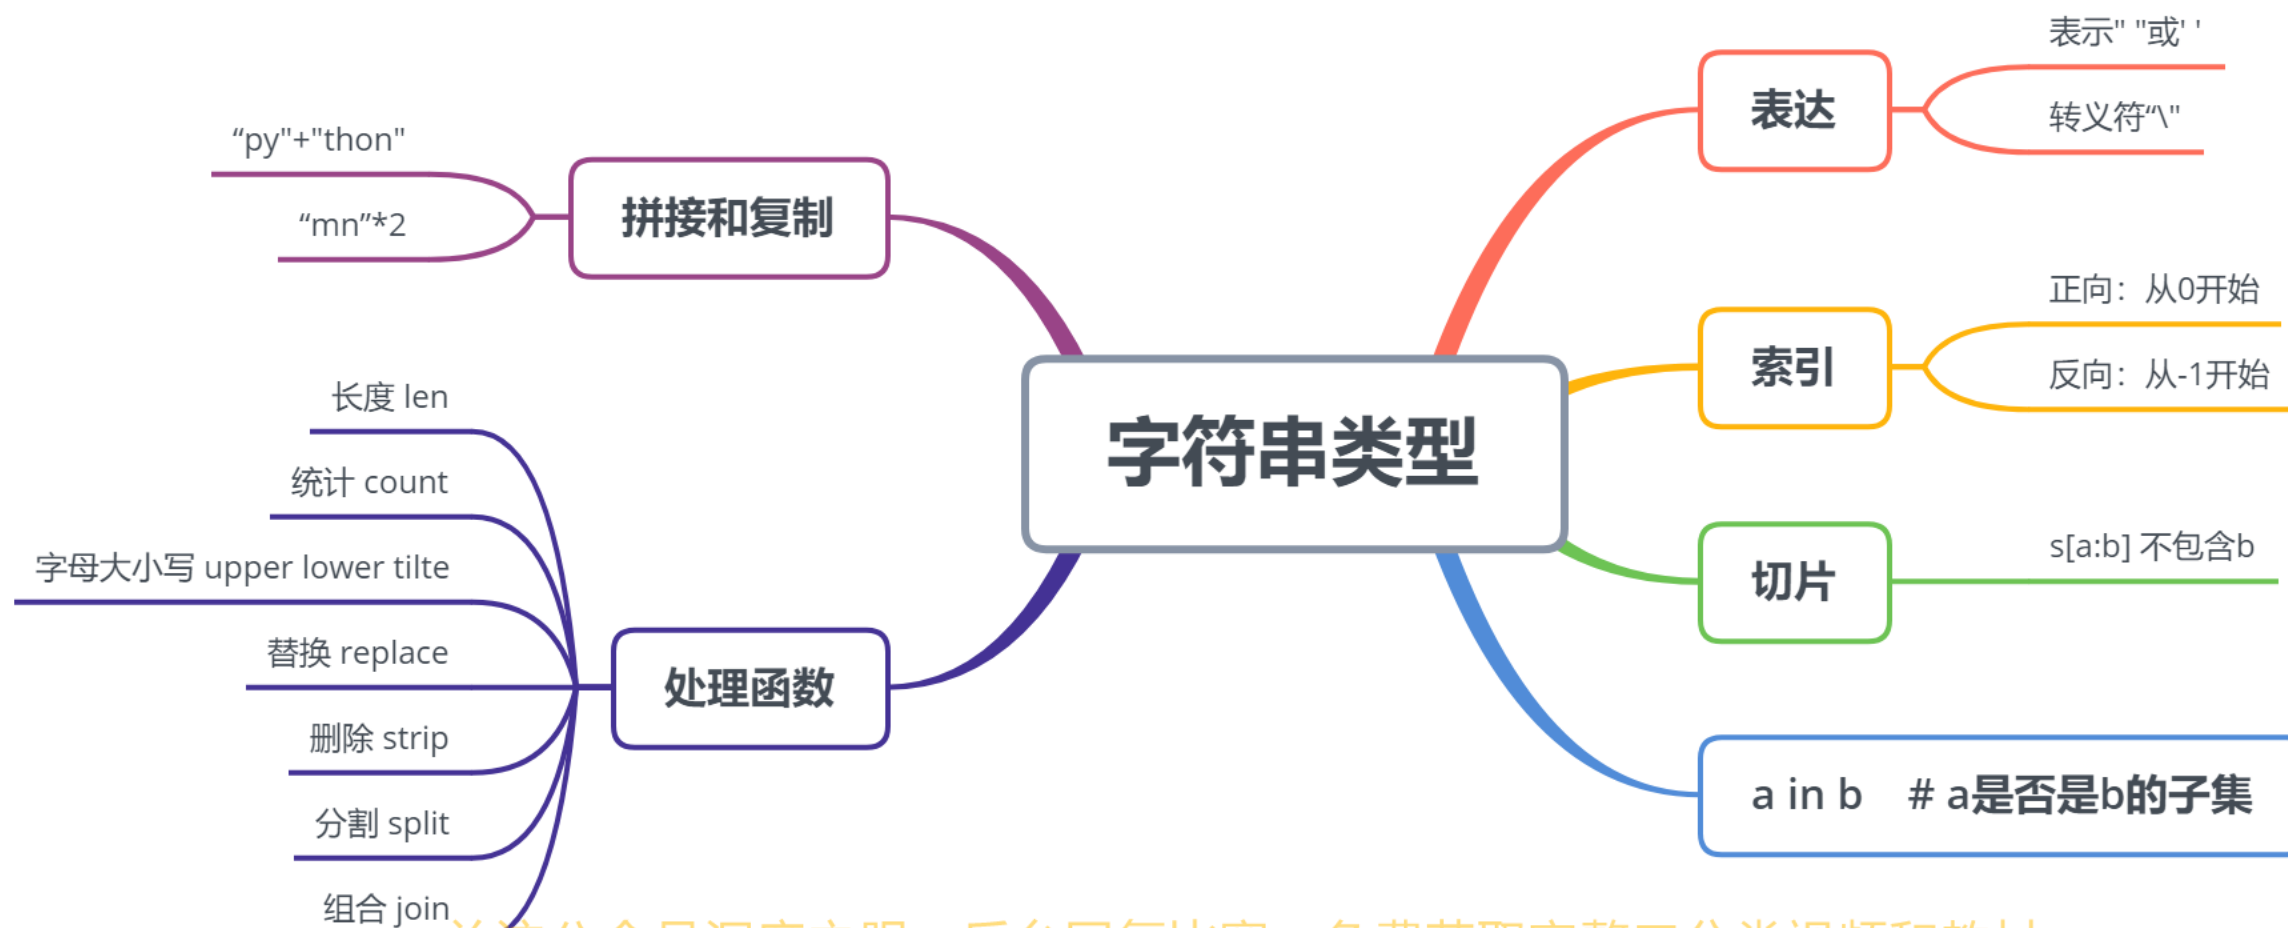 表示" "或' '
转义符“\"
表达
“py"+"thon"
“mn”*2
拼接和复制
正向：从0开始
反向：从-1开始
索引
字符串类型
长度 len
统计 count
字母大小写 upper lower tilte
替换 replace
删除 strip
分割 split
组合 join
处理函数
s[a:b] 不包含b
切片
a in b # a是否是b的子集